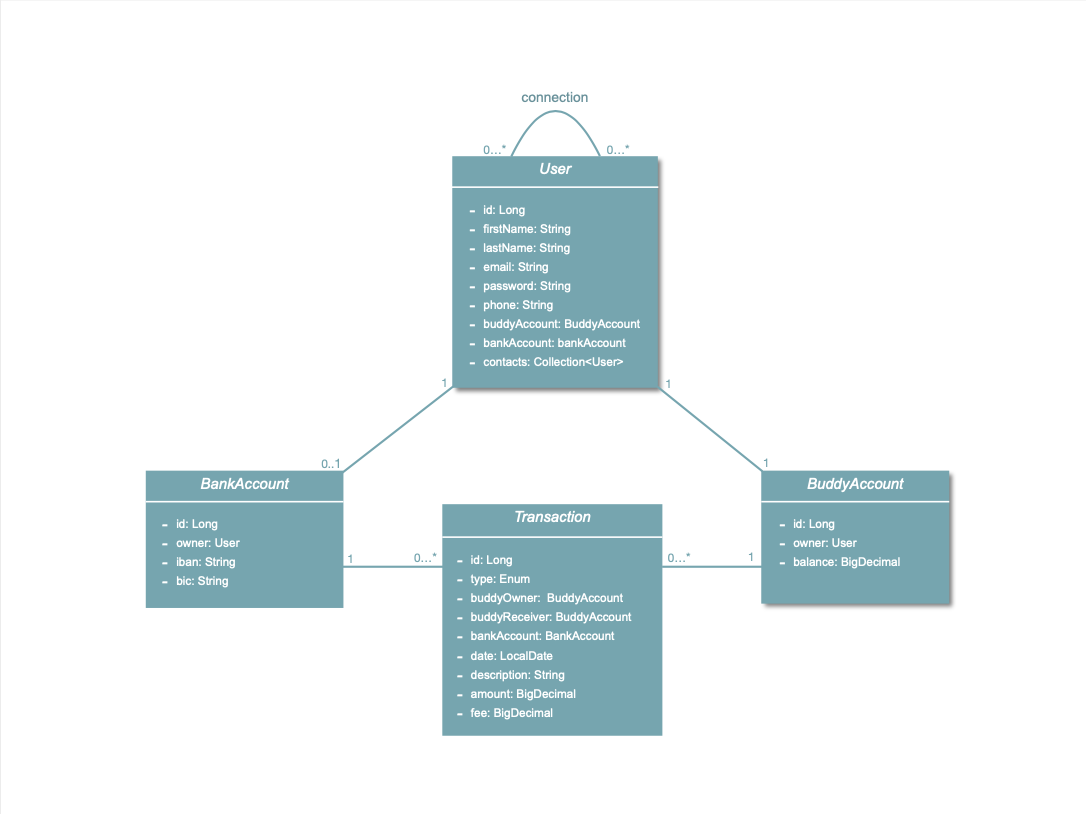 connection
0...*
0...*
User
- id: Long
- firstName: String
- lastName: String
- email: String
- password: String
- phone: String
- buddyAccount: BuddyAccount
- bankAccount: bankAccount
- contacts: Collection<User>
1
1
0..1
1
BankAccount
- id: Long
- owner: User
- iban: String
- bic: String
1
0...*
Transaction
- id: Long
- type: Enum
- buddyOwner:  BuddyAccount
- buddyReceiver: BuddyAccount
- bankAccount: BankAccount
- date: LocalDate
- description: String
- amount: BigDecimal
- fee: BigDecimal
0...*
1
BuddyAccount
- id: Long
- owner: User
- balance: BigDecimal